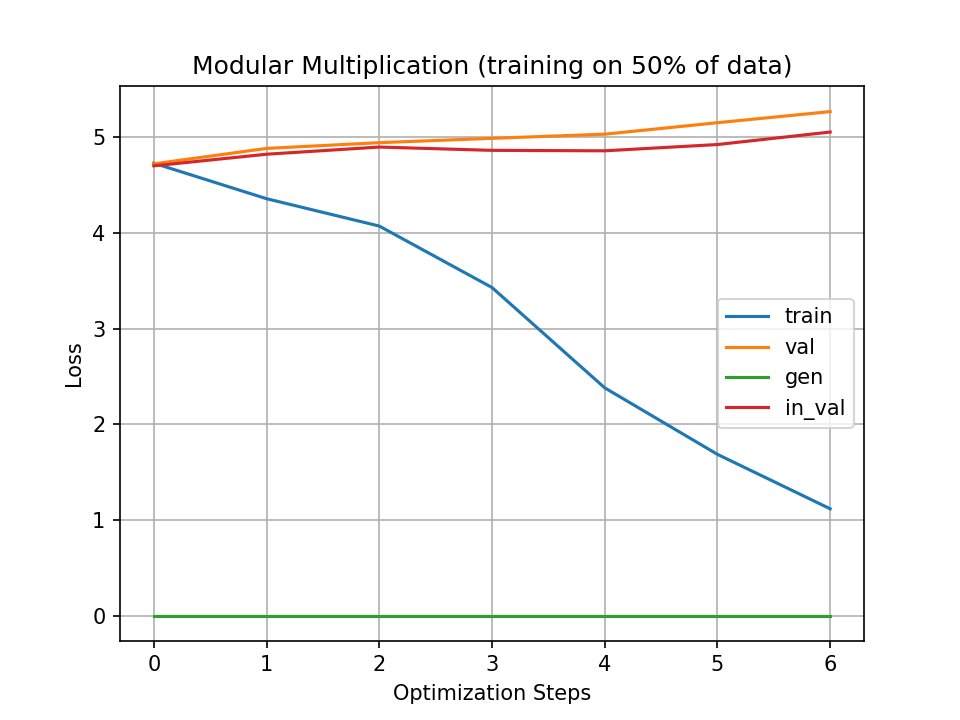 Modular Multiplication (training on 50% of data)
Loss
5
4
3
2
1
0
train
val
gen
in_val
0 1 2 3 4 5 6
Optimization Steps